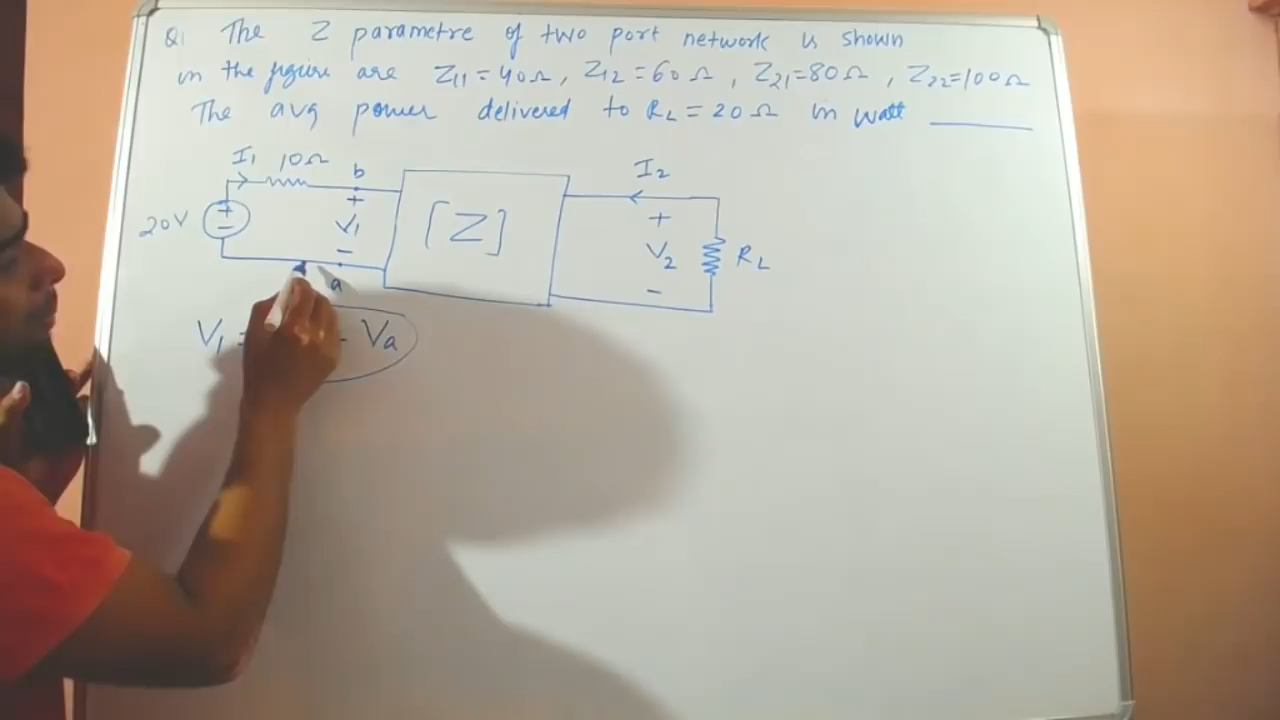 Q1 The Z parametre of two port network is shown
in the figure are Z11 = 40Ω, Z12 = 60Ω, Z21=80Ω, Z22=100Ω
The avg power delivered to RL = 20Ω in watt ______
I1 10Ω b I2
20V + − + V1 − [Z] + V2 − RL
a
V1 = - Va